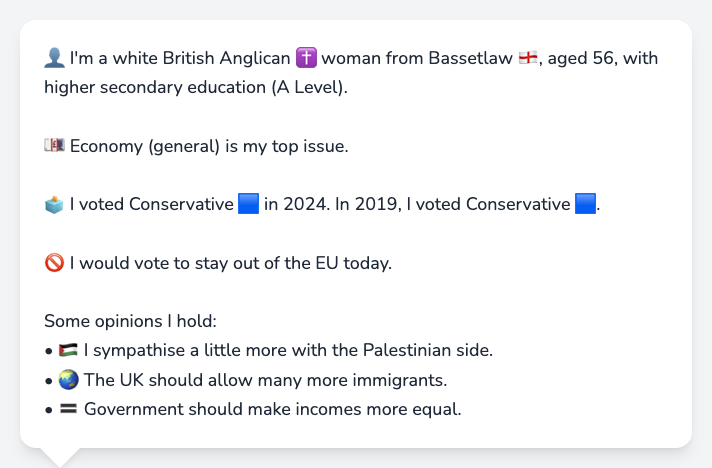 👤 I'm a white British Anglican ✝️ woman from Bassetlaw 🏴󠁧󠁢󠁥󠁮󠁧󠁿, aged 56, with
higher secondary education (A Level).
💷 Economy (general) is my top issue.
🗳️ I voted Conservative 🟦 in 2024. In 2019, I voted Conservative 🟦.
🚫 I would vote to stay out of the EU today.
Some opinions I hold:
• 🇵🇸 I sympathise a little more with the Palestinian side.
• 🌏 The UK should allow many more immigrants.
• 🟰 Government should make incomes more equal.